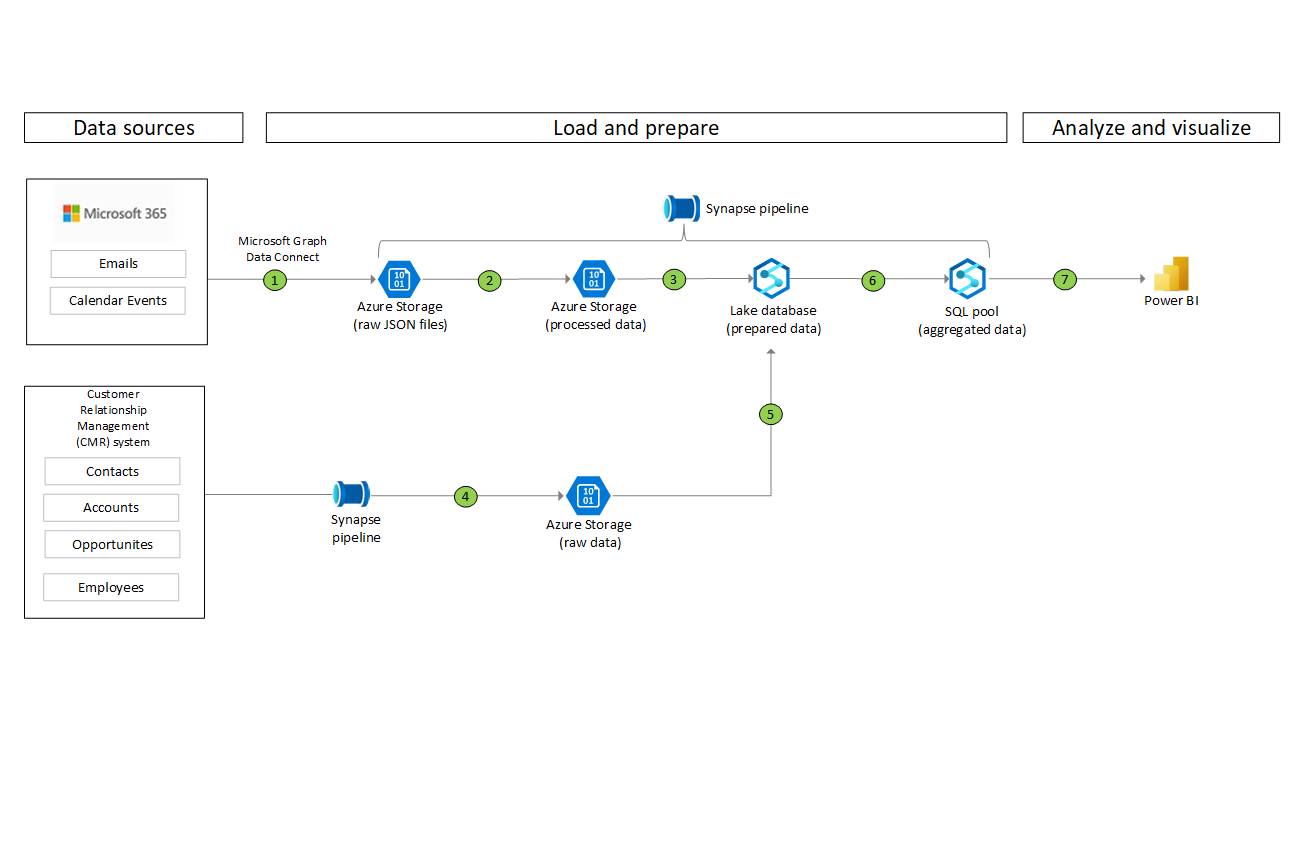 Data sources
Load and prepare
Analyze and visualize
Microsoft 365
Emails
Calendar Events
Microsoft Graph
Data Connect
1
Azure Storage
(raw JSON files)
2
Azure Storage
(processed data)
Synapse pipeline
3
Lake database
(prepared data)
6
SQL pool
(aggregated data)
7
Power BI
Customer
Relationship
Management
(CMR) system
Contacts
Accounts
Opportunites
Employees
Synapse
pipeline
4
Azure Storage
(raw data)
5
10
01
10
01
10
01